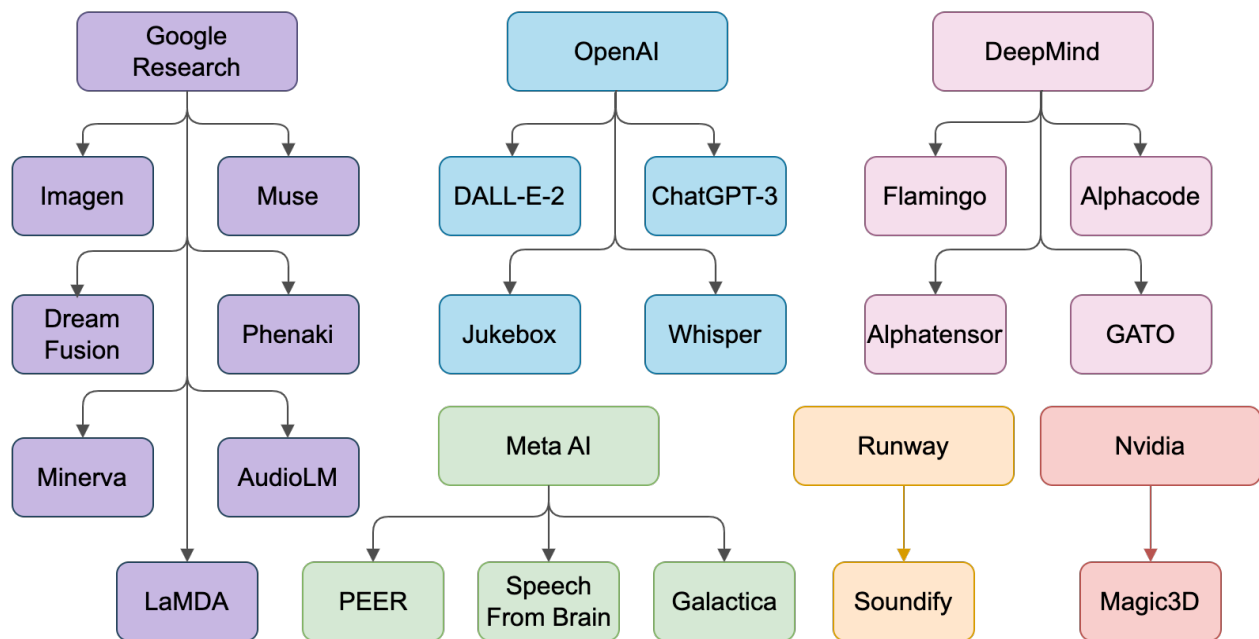 Google
Research
OpenAI
DeepMind
Imagen
Muse
DALL-E-2
ChatGPT-3
Flamingo
Alphacode
Dream
Fusion
Phenaki
Jukebox
Whisper
Alphatensor
GATO
Minerva
AudioLM
Meta AI
Runway
Nvidia
LaMDA
PEER
Speech
From Brain
Galactica
Soundify
Magic3D